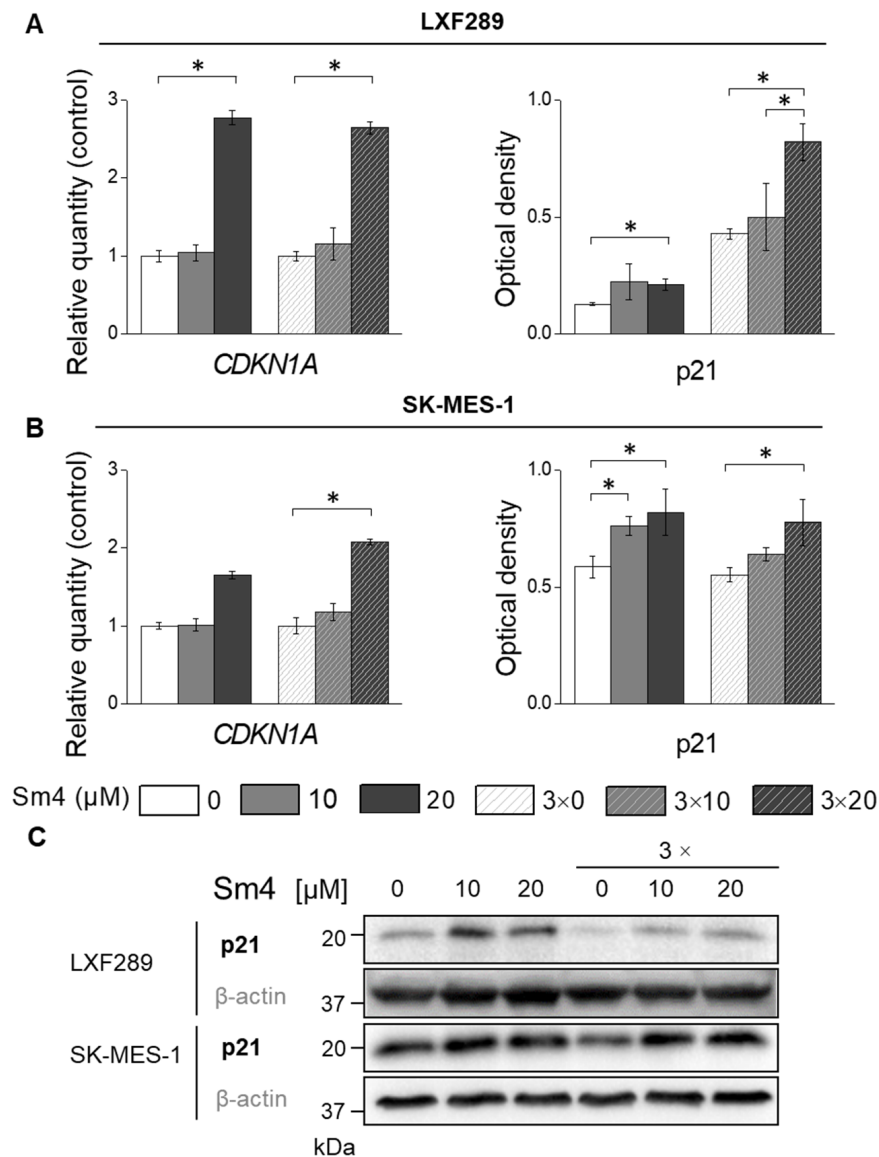 A
LXF289
Relative quantity (control)
3
2
1
0
*
*
CDKN1A
Optical density
1.0
0.5
0.0
*
*
*
p21
SK-MES-1
B
Relative quantity (control)
3
2
1
0
*
CDKN1A
Optical density
1.0
0.5
0.0
*
*
*
p21
Sm4 (μM) 0 10 20 3×0 3×10 3×20
C
3 ×
Sm4 [μM] 0 10 20 0 10 20
LXF289
p21 20
β-actin 37
SK-MES-1
p21 20
β-actin 37
kDa